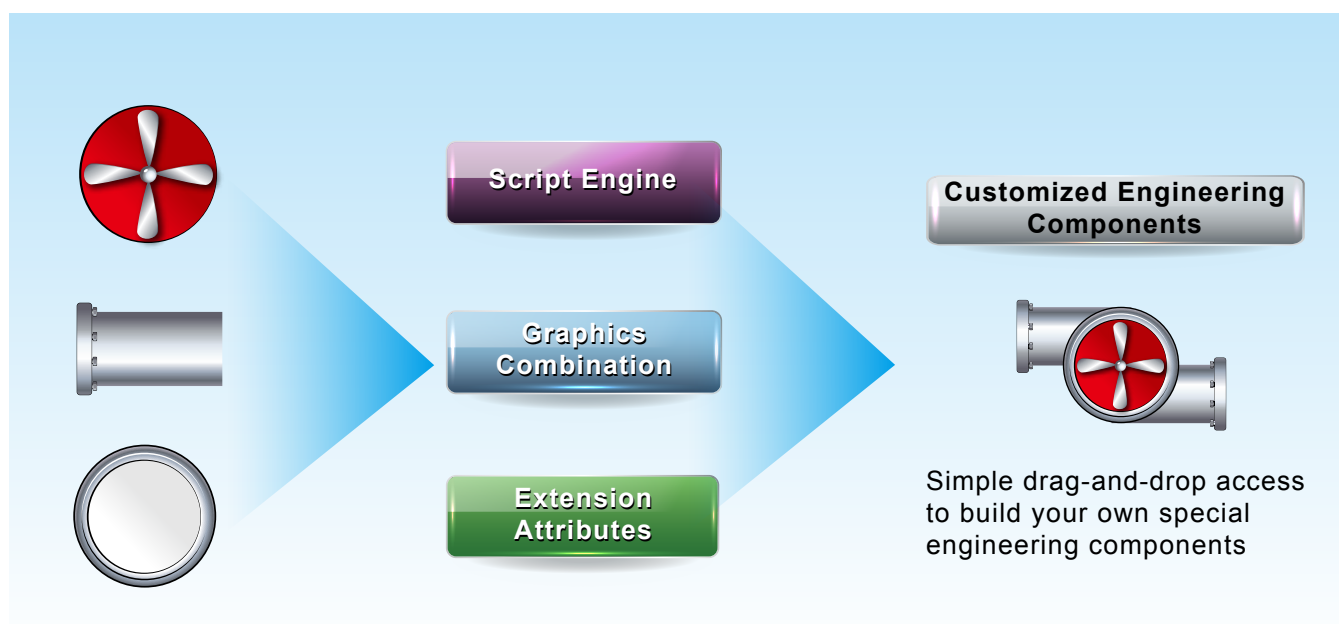 Script Engine
Graphics
Combination
Extension
Attributes
Customized Engineering
Components
Simple drag-and-drop access
to build your own special
engineering components